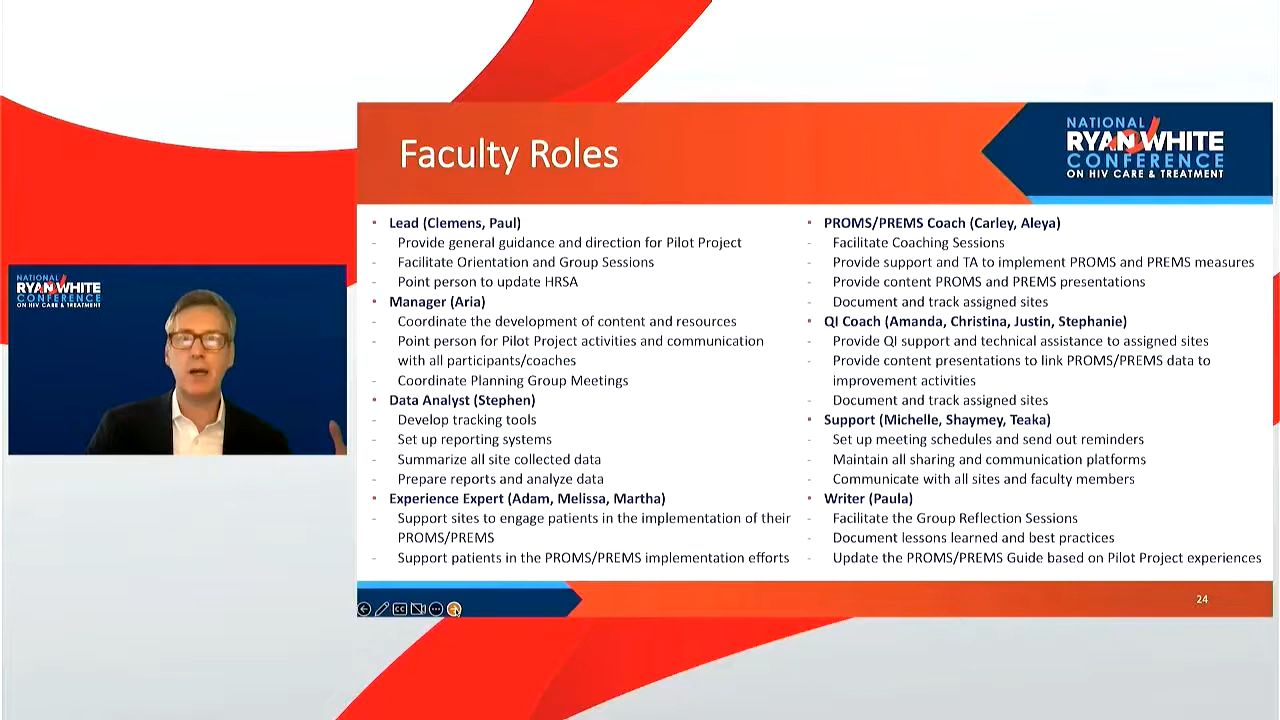 NATIONAL
RYAN WHITE
CONFERENCE
ON HIV CARE & TREATMENT
Faculty Roles
NATIONAL
RYAN WHITE
CONFERENCE
ON HIV CARE & TREATMENT
• Lead (Clemens, Paul)
- Provide general guidance and direction for Pilot Project
- Facilitate Orientation and Group Sessions
- Point person to update HRSA
• Manager (Aria)
- Coordinate the development of content and resources
- Point person for Pilot Project activities and communication
with all participants/coaches
- Coordinate Planning Group Meetings
• Data Analyst (Stephen)
- Develop tracking tools
- Set up reporting systems
- Summarize all site collected data
- Prepare reports and analyze data
• Experience Expert (Adam, Melissa, Martha)
- Support sites to engage patients in the implementation of their
PROMS/PREMS
- Support patients in the PROMS/PREMS implementation efforts
• PROMS/PREMS Coach (Carley, Aleya)
- Facilitate Coaching Sessions
- Provide support and TA to implement PROMS and PREMS measures
- Provide content PROMS and PREMS presentations
- Document and track assigned sites
• QI Coach (Amanda, Christina, Justin, Stephanie)
- Provide QI support and technical assistance to assigned sites
- Provide content presentations to link PROMS/PREMS data to
improvement activities
- Document and track assigned sites
• Support (Michelle, Shaymey, Teaka)
- Set up meeting schedules and send out reminders
- Maintain all sharing and communication platforms
- Communicate with all sites and faculty members
• Writer (Paula)
- Facilitate the Group Reflection Sessions
- Document lessons learned and best practices
- Update the PROMS/PREMS Guide based on Pilot Project experiences
CC
24